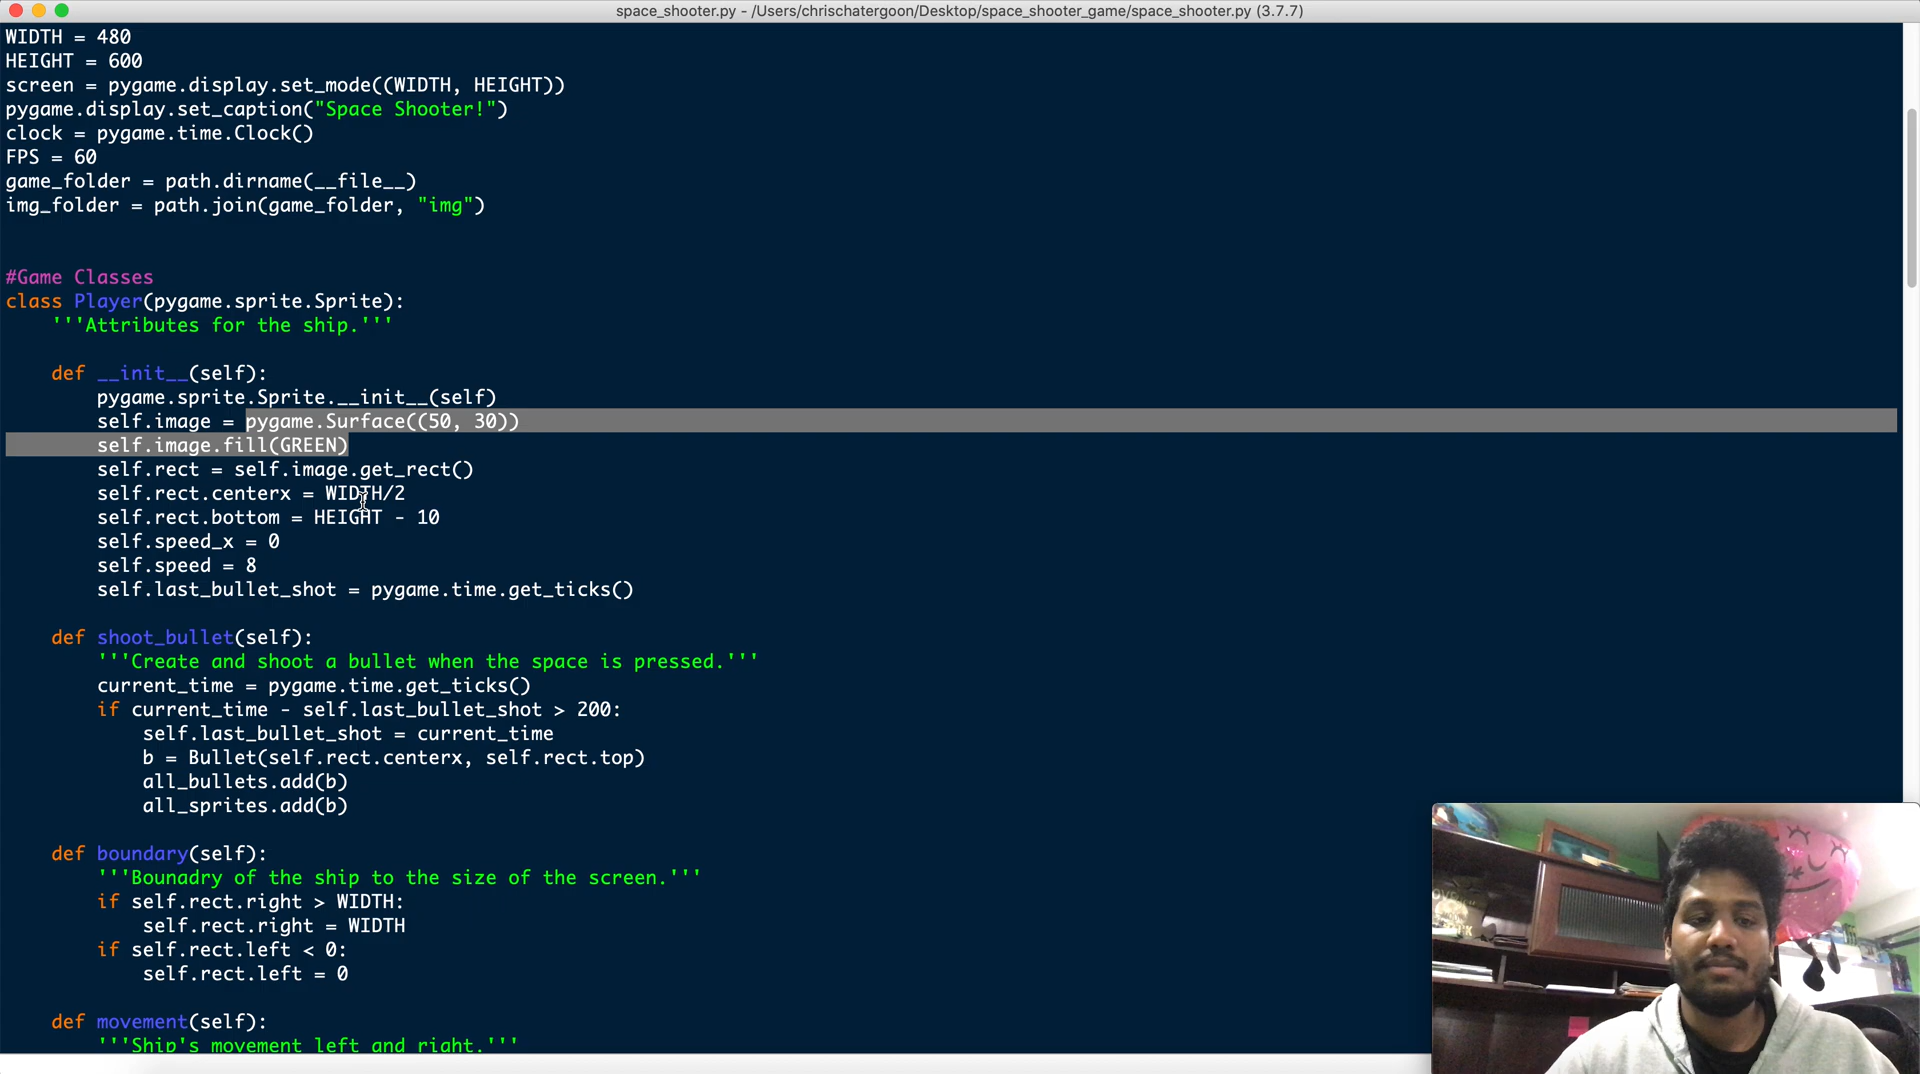 space_shooter.py - /Users/chrischatergoon/Desktop/space_shooter_game/space_shooter.py (3.7.7)
WIDTH = 480
HEIGHT = 600
screen = pygame.display.set_mode((WIDTH, HEIGHT))
pygame.display.set_caption("Space Shooter!")
clock = pygame.time.Clock()
FPS = 60
game_folder = path.dirname(__file__)
img_folder = path.join(game_folder, "img")
#Game Classes
class Player(pygame.sprite.Sprite):
    '''Attributes for the ship.'''
    def __init__(self):
        pygame.sprite.Sprite.__init__(self)
        self.image = pygame.Surface((50, 30))
        self.image.fill(GREEN)
        self.rect = self.image.get_rect()
        self.rect.centerx = WIDTH/2
        self.rect.bottom = HEIGHT - 10
        self.speed_x = 0
        self.speed = 8
        self.last_bullet_shot = pygame.time.get_ticks()
    def shoot_bullet(self):
        '''Create and shoot a bullet when the space is pressed.'''
        current_time = pygame.time.get_ticks()
        if current_time - self.last_bullet_shot > 200:
            self.last_bullet_shot = current_time
            b = Bullet(self.rect.centerx, self.rect.top)
            all_bullets.add(b)
            all_sprites.add(b)
    def boundary(self):
        '''Bounadry of the ship to the size of the screen.'''
        if self.rect.right > WIDTH:
            self.rect.right = WIDTH
        if self.rect.left < 0:
            self.rect.left = 0
    def movement(self):
        '''Ship's movement left and right.'''